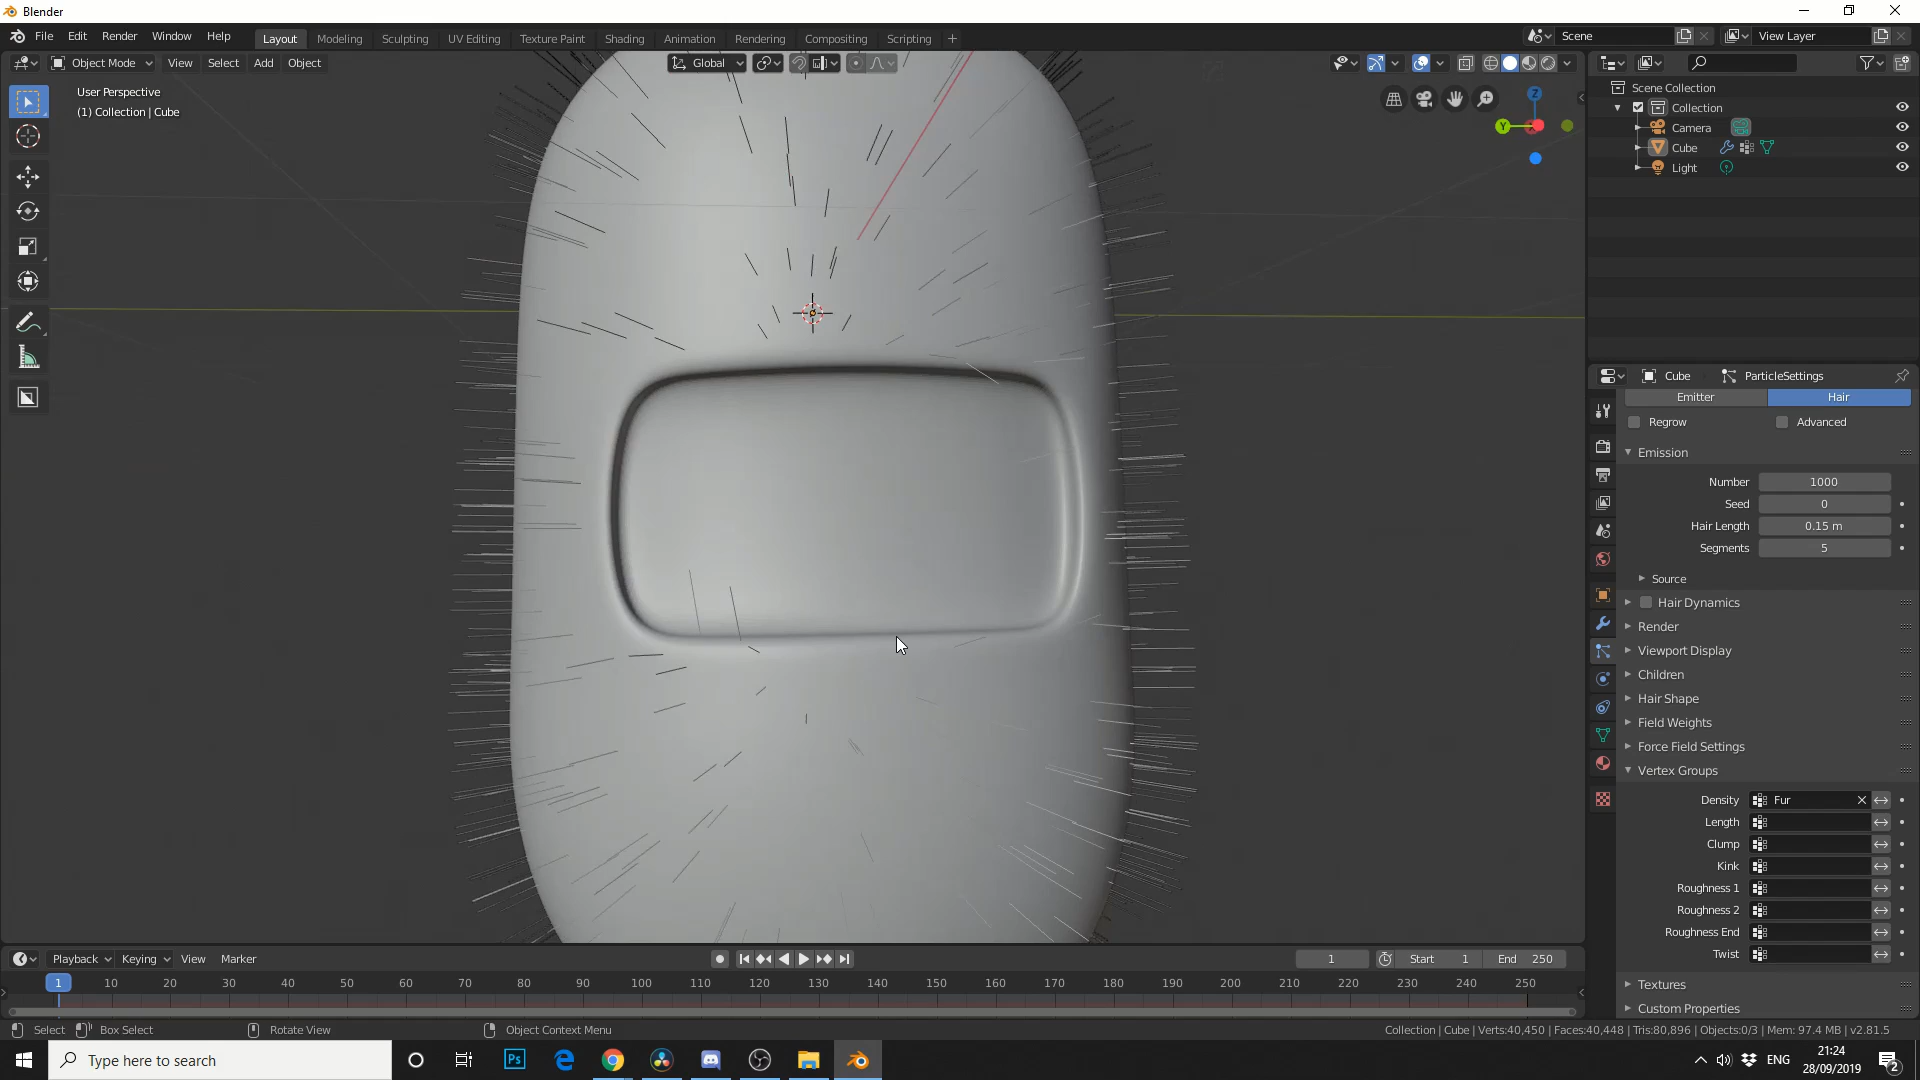 Blender
File Edit Render Window Help
Layout Modeling Sculpting UV Editing Texture Paint Shading Animation Rendering Compositing Scripting
Scene
View Layer
Object Mode View Select Add Object
Global
User Perspective
(1) Collection | Cube
Z
Y
Scene Collection
Collection
Camera
Cube
Light
Cube ParticleSettings
Emitter Hair
Regrow Advanced
Emission
Number 1000
Seed 0
Hair Length 0.15 m
Segments 5
Source
Hair Dynamics
Render
Viewport Display
Children
Hair Shape
Field Weights
Force Field Settings
Vertex Groups
Density Fur
Length
Clump
Kink
Roughness 1
Roughness 2
Roughness End
Twist
Textures
Custom Properties
Playback Keying View Marker
1 Start 1 End 250
1 10 20 30 40 50 60 70 80 90 100 110 120 130 140 150 160 170 180 190 200 210 220 230 240 250
Select Box Select Rotate View Object Context Menu
Collection | Cube | Verts:40,450 | Faces:40,448 | Tris:80,896 | Objects:0/3 | Mem: 97.4 MB | v2.81.5
Type here to search
Ps
ENG
21:24
28/09/2019
2